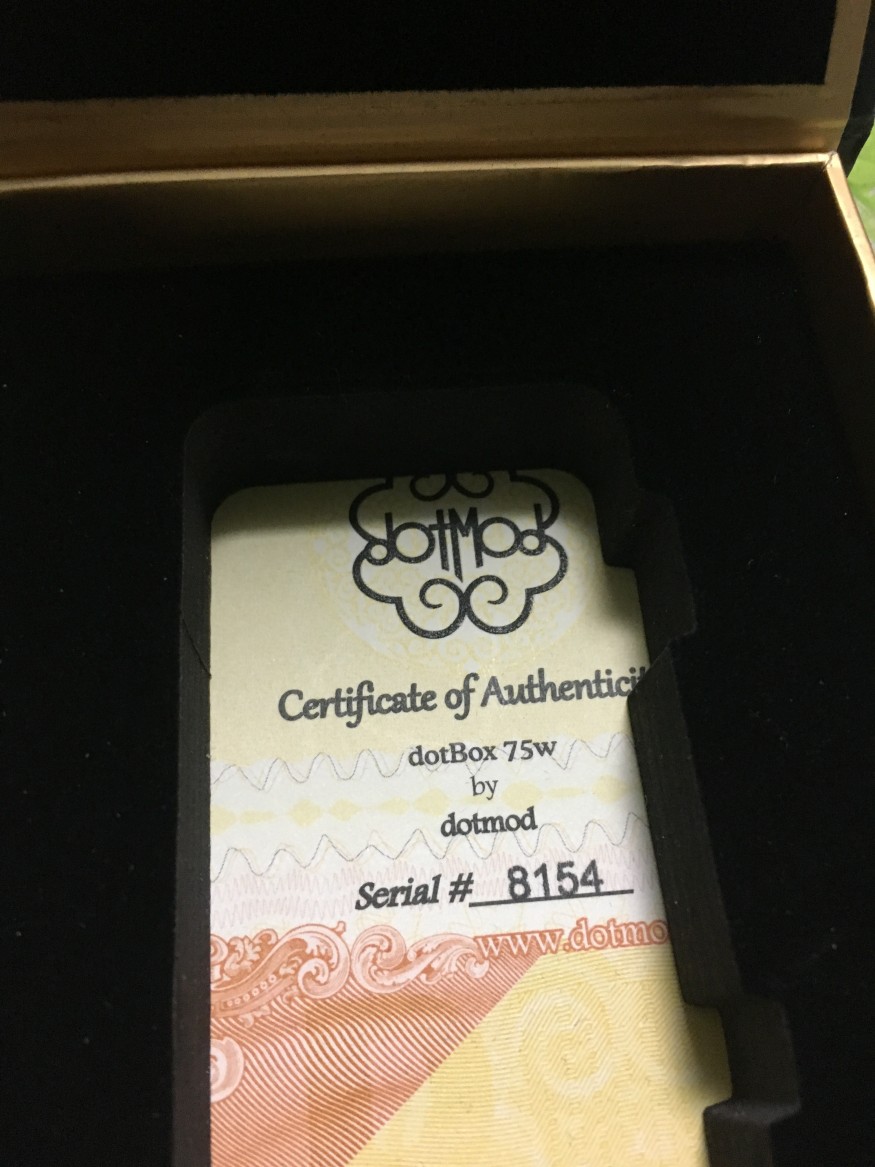 dotMod
Certificate of Authentici
dotBox 75w
by
dotmod
Serial # 8154
www.dotmo